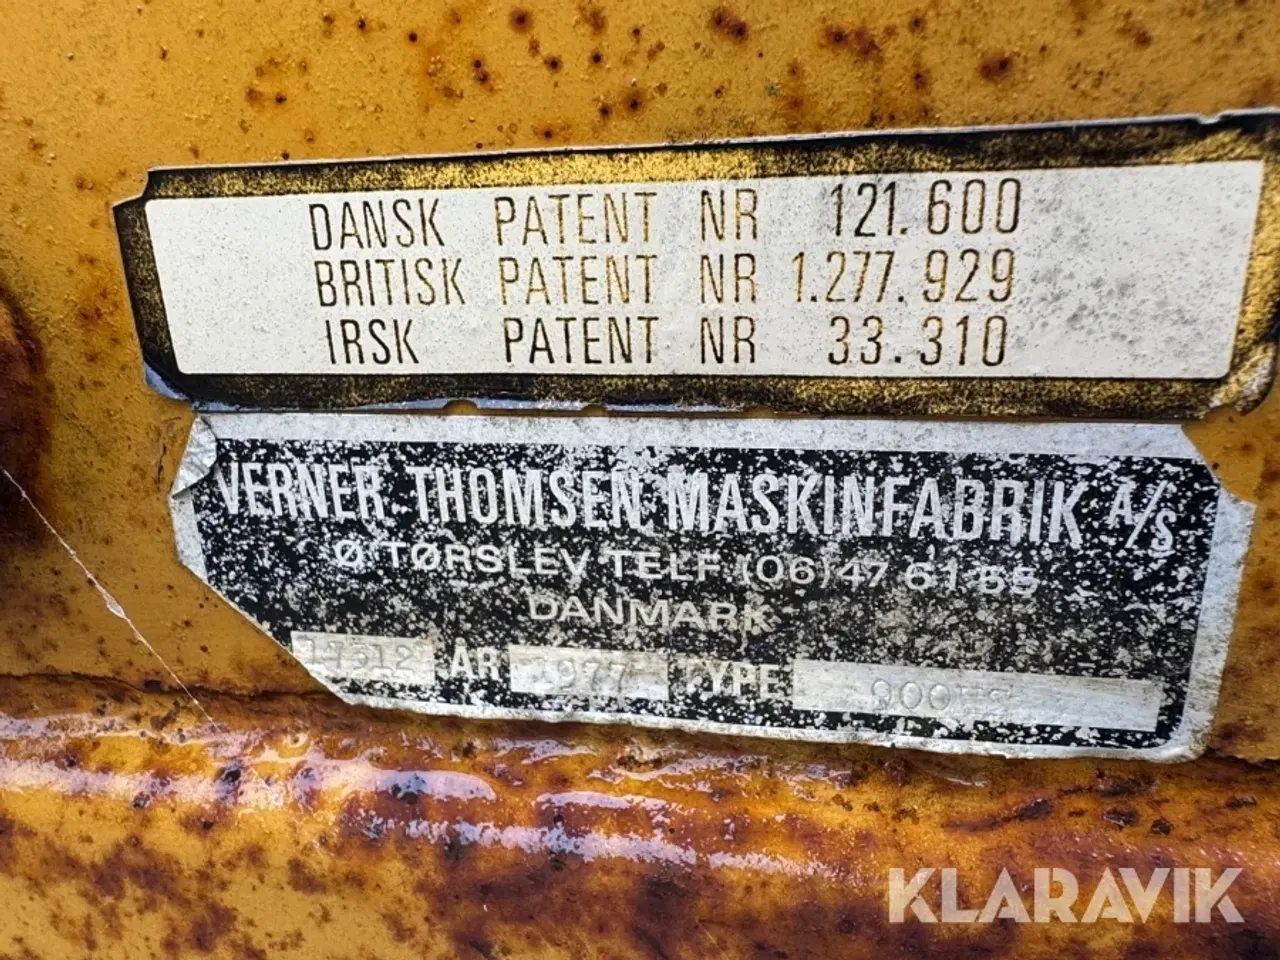 DANSK PATENT NR 121.600
BRITISK PATENT NR 1.277.929
IRSK PATENT NR 33.310
VERNER THOMSEN MASKINFABRIK A/S
Ø TØRSLEV TELF (06) 47 61 55
DANMARK
ÅR 1977 TYPE
KLARAVIK